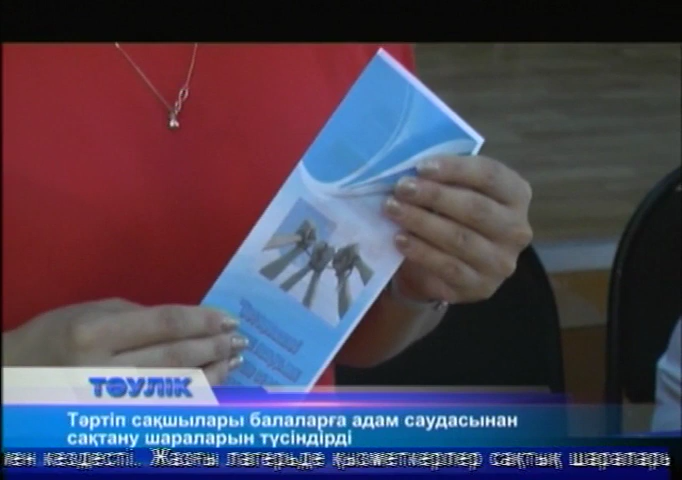 ТӘУЛІК
Тәртіп сақшылары балаларға адам саудасынан
сақтану шараларын түсіндірді
кездесті.. Жазғы лагерьде қызметкерлер сақтық шаралары